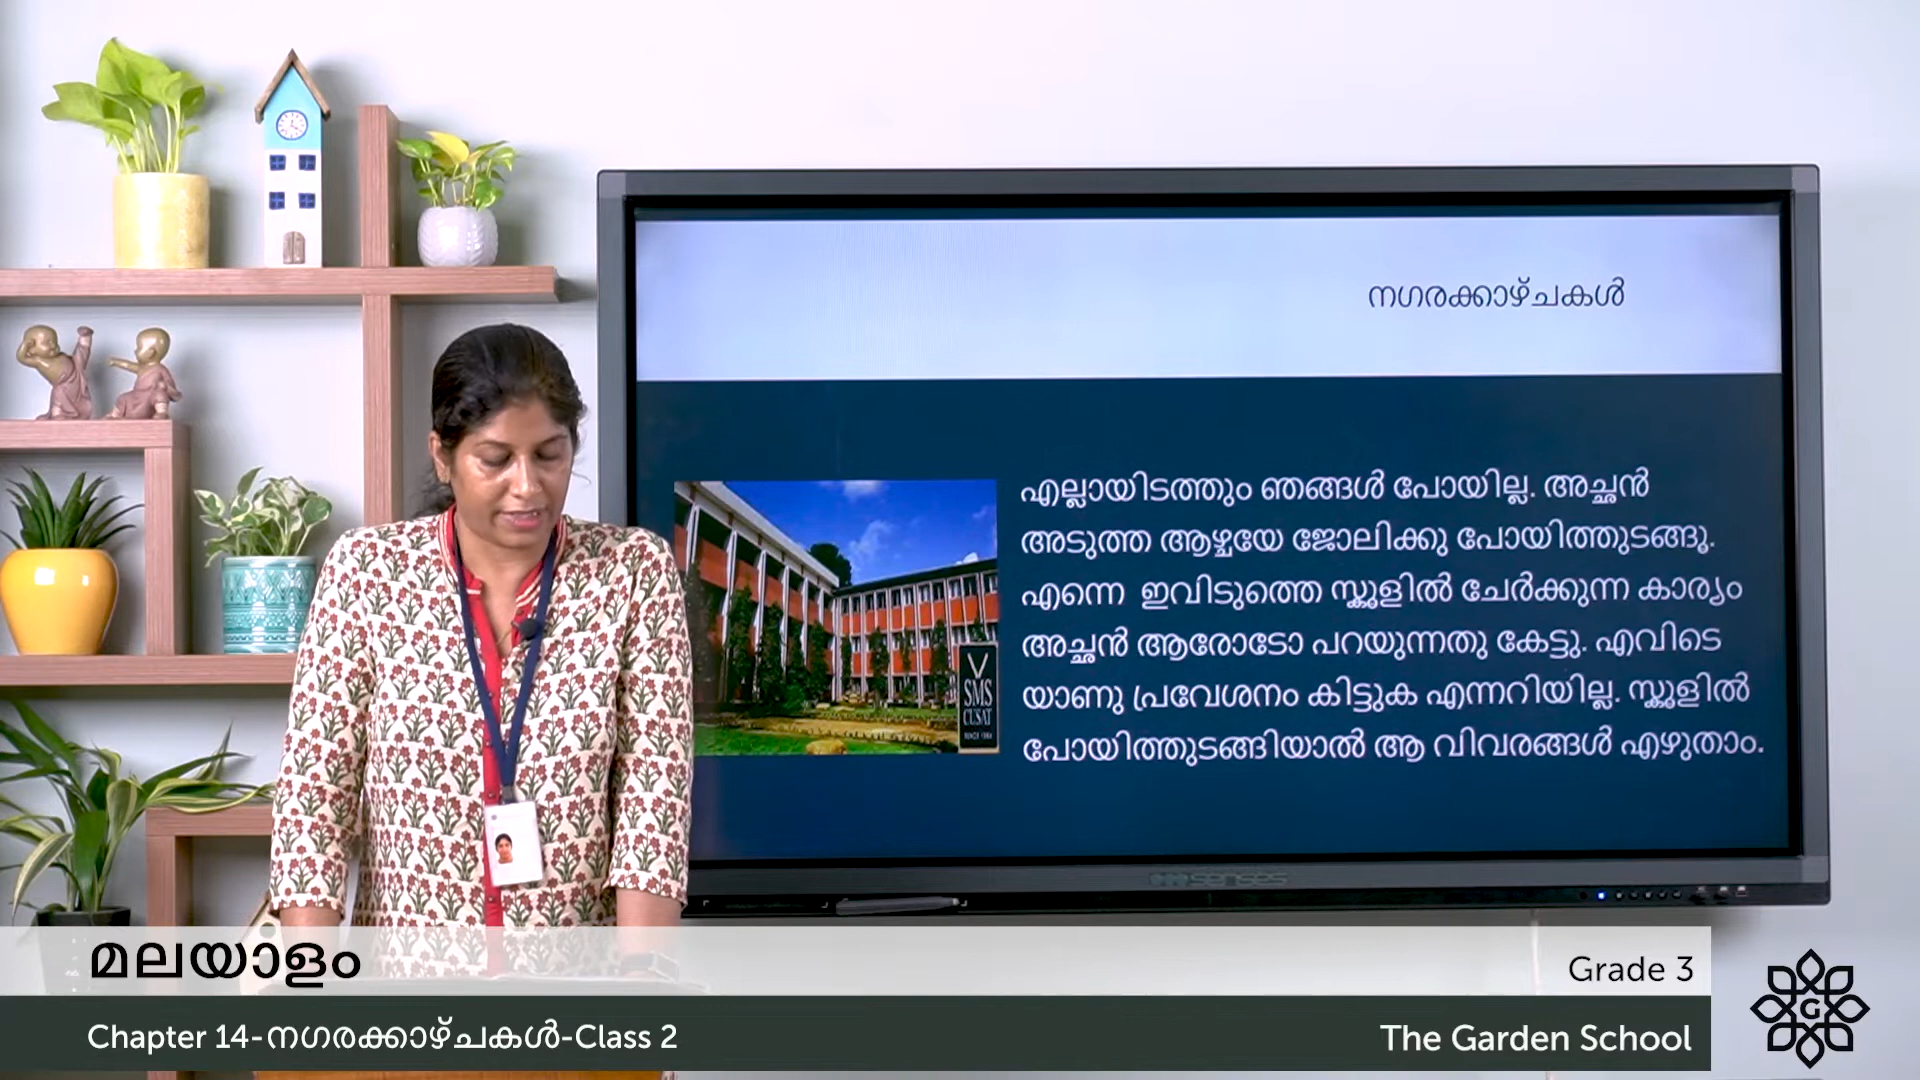 നഗരക്കാഴ്ചകൾ
എല്ലായിടത്തും ഞങ്ങൾ പോയില്ല. അച്ഛൻ
അടുത്ത ആഴ്ചയേ ജോലിക്കു പോയിത്തുടങ്ങൂ.
എന്നെ ഇവിടുത്തെ സ്കൂളിൽ ചേർക്കുന്ന കാര്യം
അച്ഛൻ ആരോടോ പറയുന്നതു കേട്ടു. എവിടെ
യാണു പ്രവേശനം കിട്ടുക എന്നറിയില്ല. സ്കൂളിൽ
പോയിത്തുടങ്ങിയാൽ ആ വിവരങ്ങൾ എഴുതാം.
SMS
CUSAT
senses
മലയാളം
Grade 3
Chapter 14-നഗരക്കാഴ്ചകൾ-Class 2
The Garden School
G